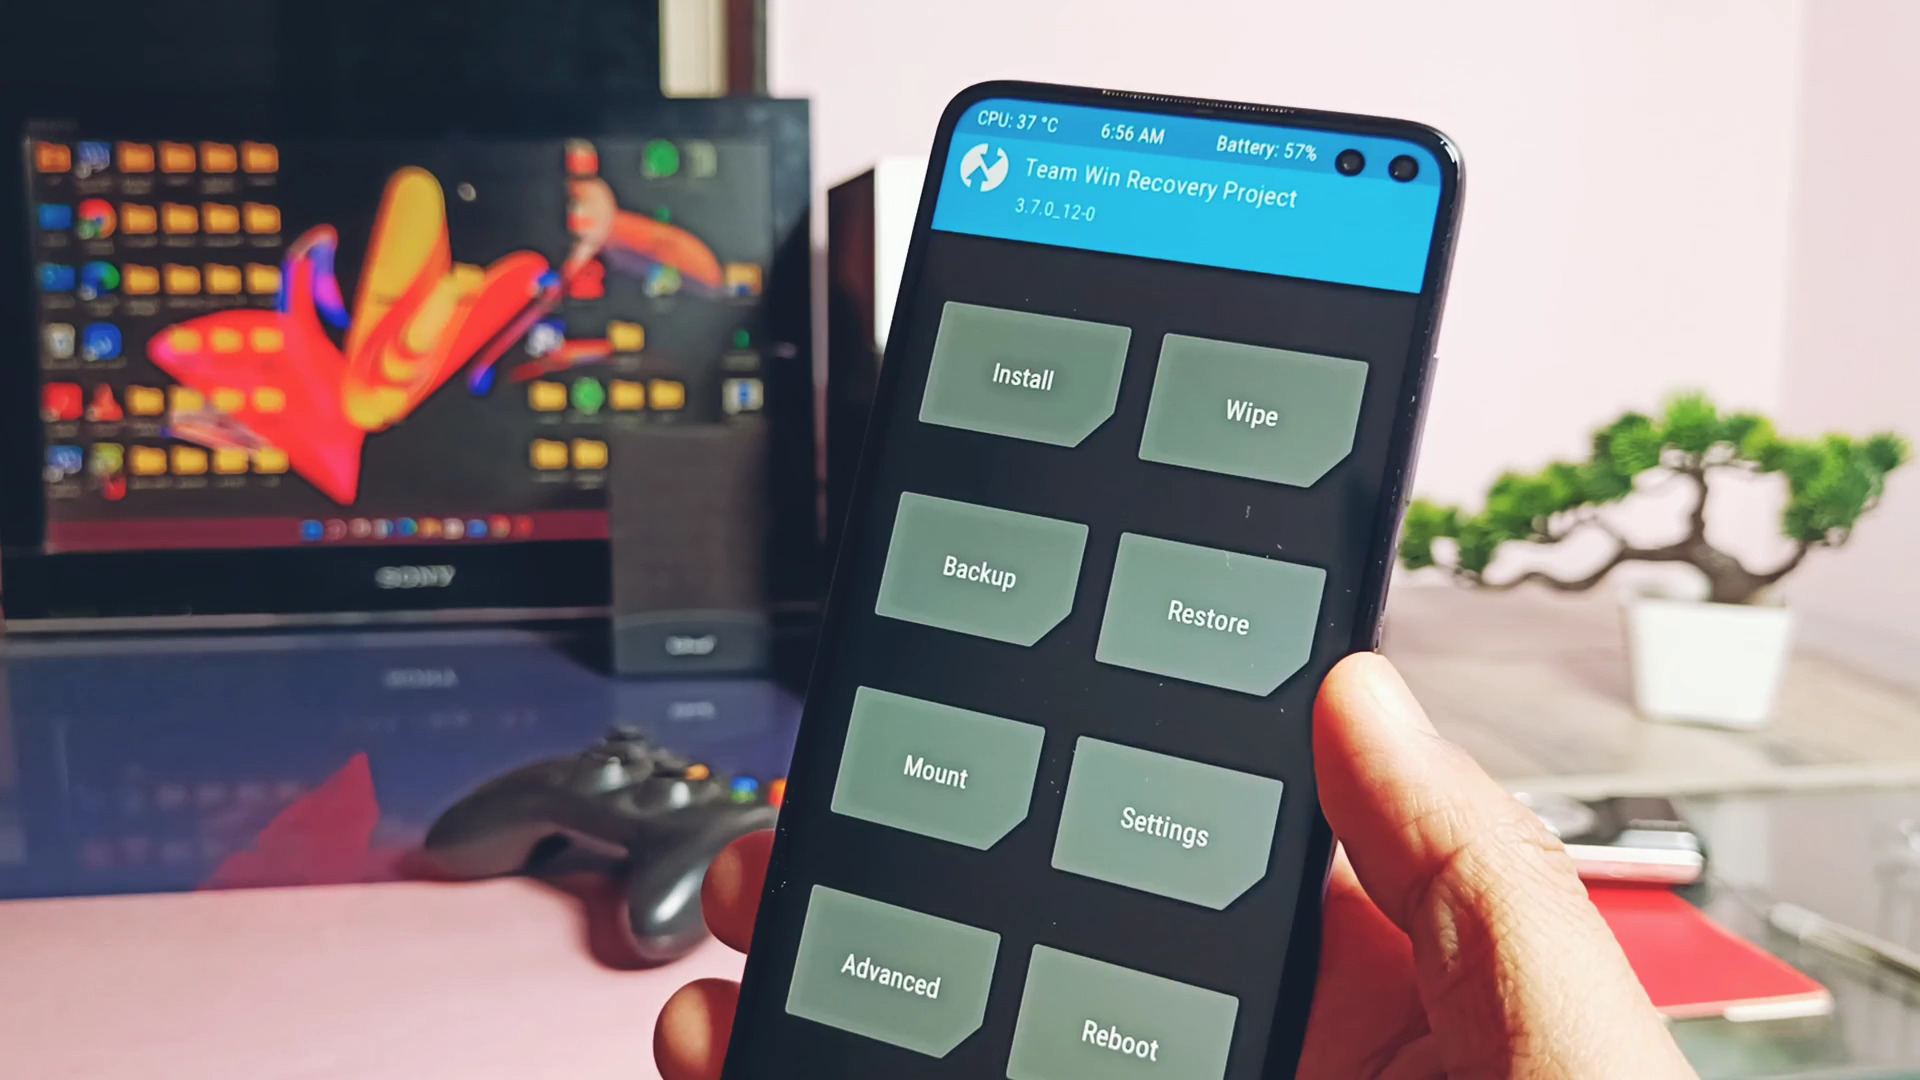 CPU: 37 °C 6:56 AM Battery: 57%
Team Win Recovery Project
3.7.0_12-0
Install
Wipe
Backup
Restore
Mount
Settings
Advanced
Reboot
SONY